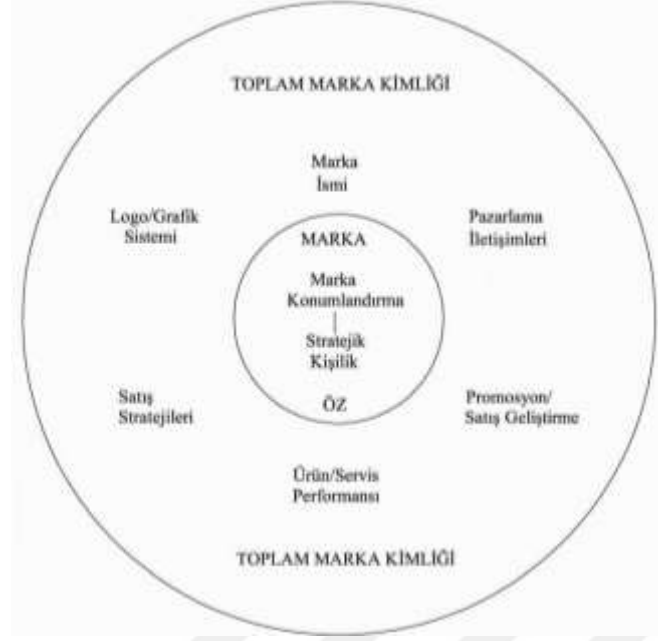 TOPLAM MARKA KİMLİĞİ
Marka
İsmi
Logo/Grafik
Sistemi
Pazarlama
İletişimleri
MARKA
Marka
Konumlandırma
Stratejik
Kişilik
ÖZ
Satış
Stratejileri
Promosyon/
Satış Geliştirme
Ürün/Servis
Performansı
TOPLAM MARKA KİMLİĞİ